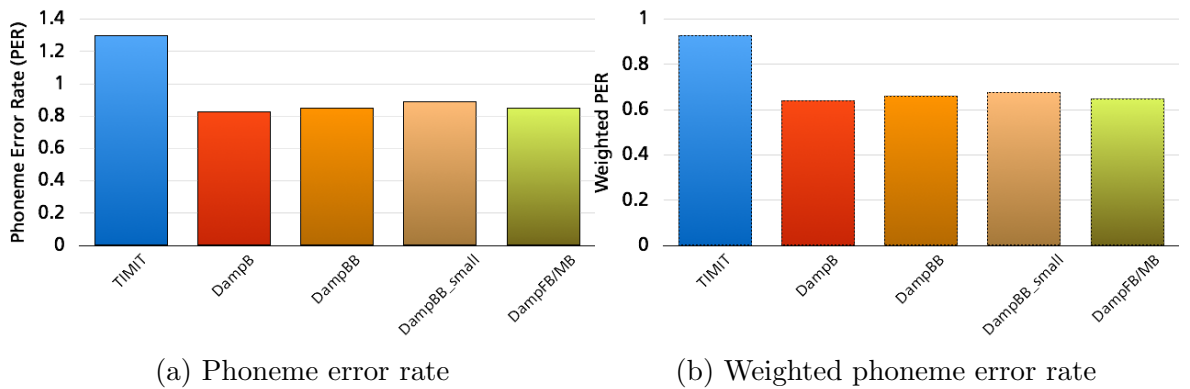 Phoneme Error Rate (PER)
1.4
1.2
1
0.8
0.6
0.4
0.2
0
TIMIT
DampB
DampBB
DampBB_small
DampFB/MB
(a) Phoneme error rate
Weighted PER
1
0.8
0.6
0.4
0.2
0
TIMIT
DampB
DampBB
DampBB_small
DampFB/MB
(b) Weighted phoneme error rate